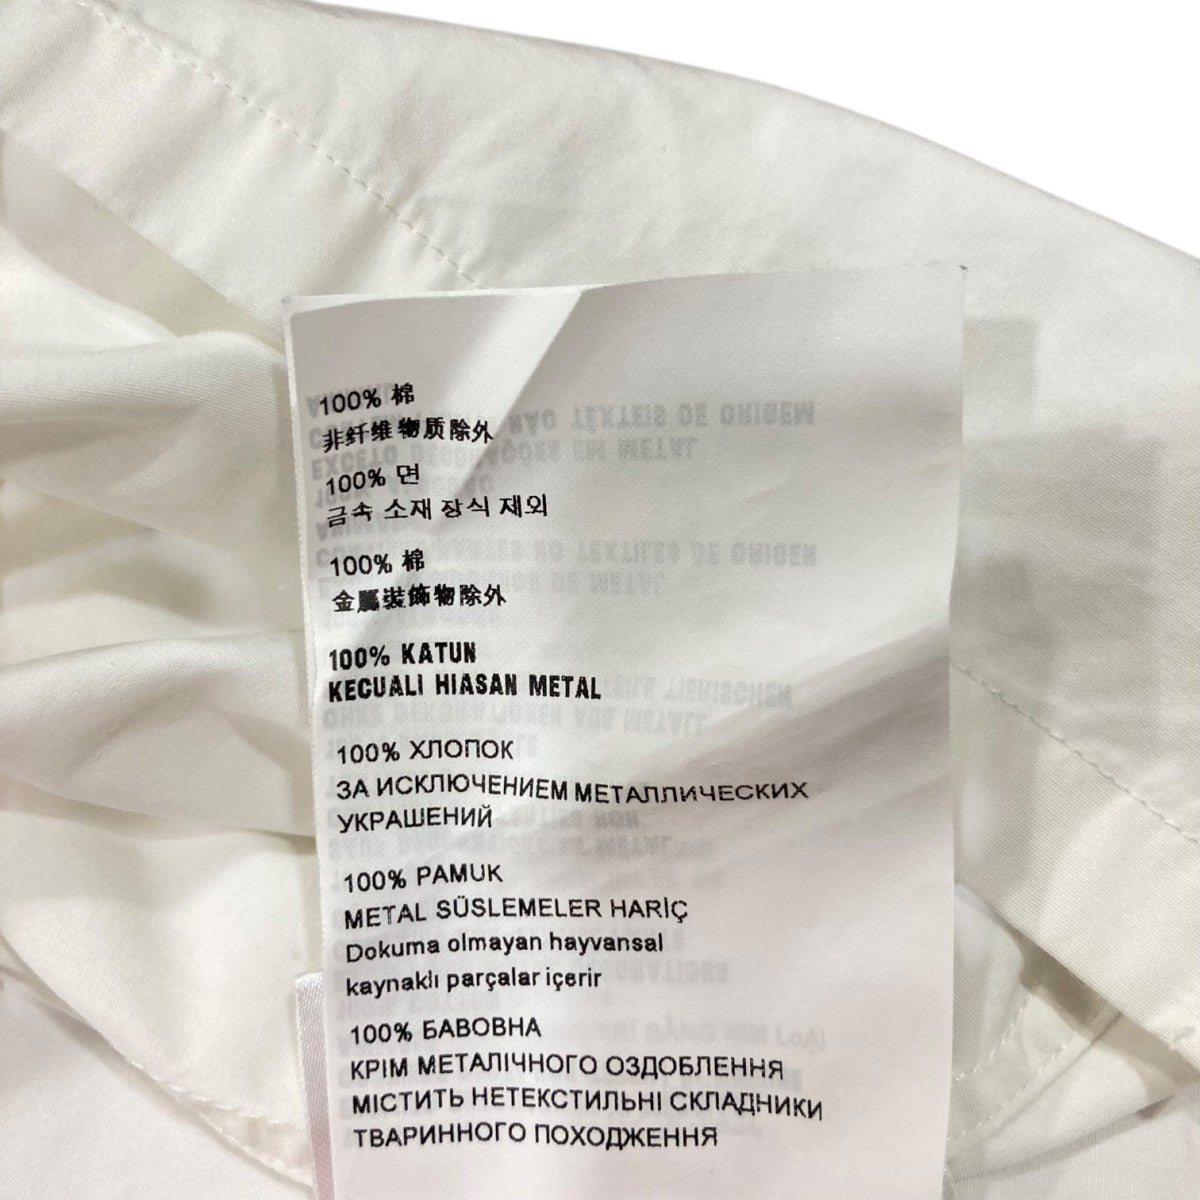 100% 棉
非纤维物质除外
100% 면
금속 소재 장식 제외
100% 棉
金屬裝飾物除外
100% KATUN
KECUALI HIASAN METAL
100% ХЛОПОК
ЗА ИСКЛЮЧЕНИЕМ МЕТАЛЛИЧЕСКИХ
УКРАШЕНИЙ
100% PAMUK
METAL SÜSLEMELER HARİÇ
Dokuma olmayan hayvansal
kaynaklı parçalar içerir
100% БАВОВНА
КРІМ МЕТАЛІЧНОГО ОЗДОБЛЕННЯ
МІСТИТЬ НЕТЕКСТИЛЬНІ СКЛАДНИКИ
ТВАРИННОГО ПОХОДЖЕННЯ